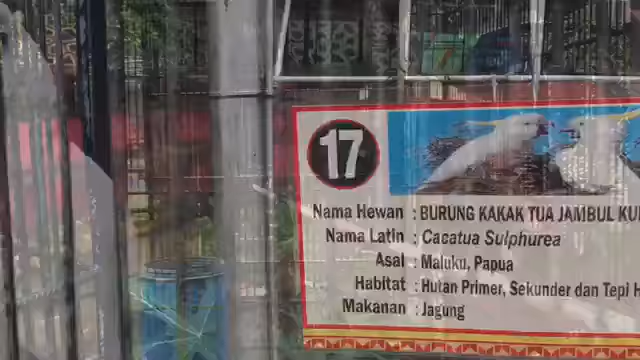 17
Nama Hewan : BURUNG KAKAK TUA JAMBUL
Nama Latin : Cacatua Sulphurea
Asal : Maluku, Papua
Habitat : Hutan Primer, Sekunder dan Tepi
Makanan : Jagung